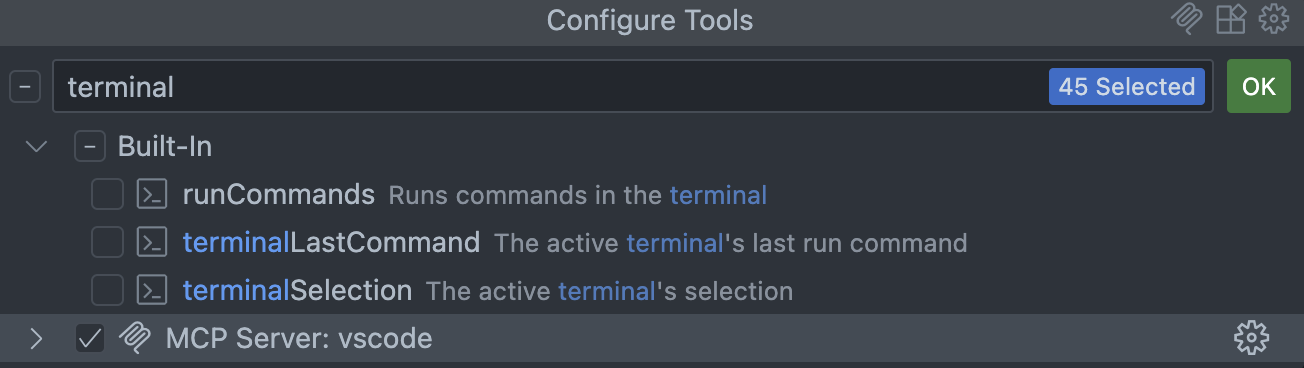 Configure Tools
terminal 45 Selected OK
Built-In
runCommands Runs commands in the terminal
terminalLastCommand The active terminal's last run command
terminalSelection The active terminal's selection
MCP Server: vscode